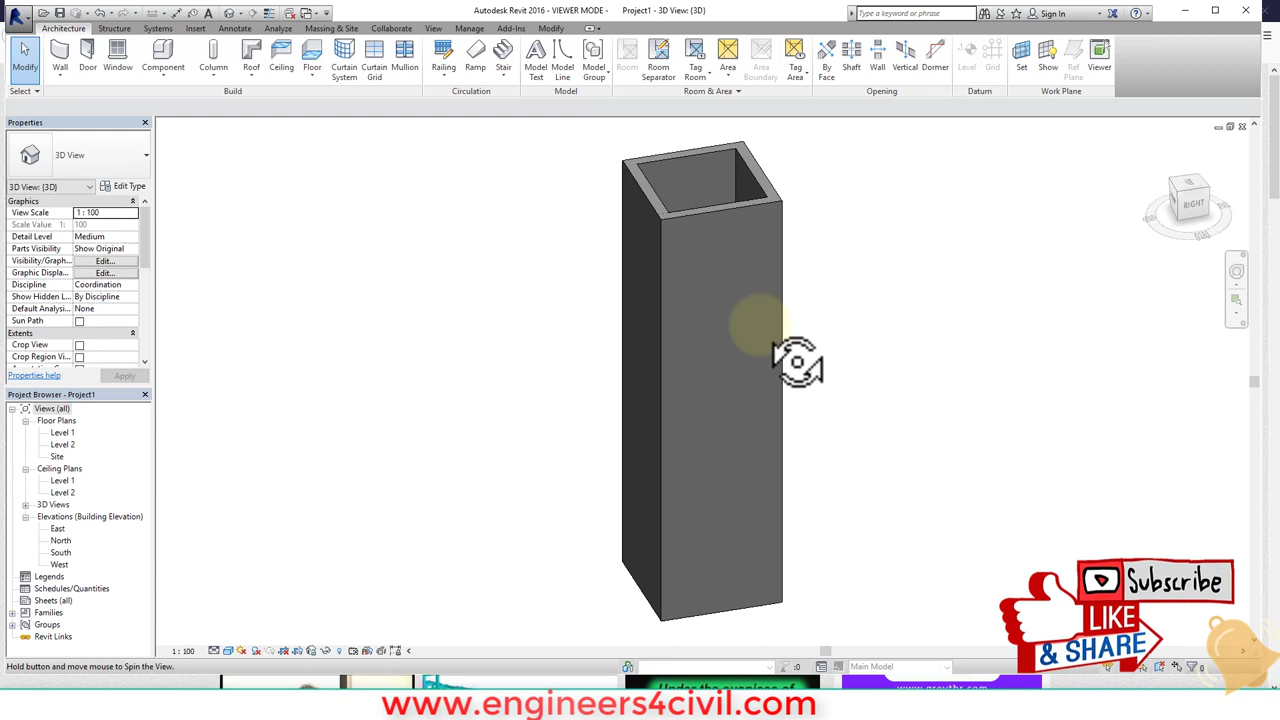 Autodesk Revit 2016 - VIEWER MODE - Project1 - 3D View: {3D}
Type a keyword or phrase
Sign In
Architecture Structure Systems Insert Annotate Analyze Massing & Site Collaborate View Manage Add-Ins Modify
Modify Wall Door Window Component Column Roof Ceiling Floor Curtain System Curtain Grid Mullion Railing Ramp Stair Model Text Model Line Model Group Room Room Separator Tag Room Area Area Boundary Tag Area By Face Shaft Wall Vertical Dormer Level Grid Set Show Ref Plane Viewer
Select Build Circulation Model Room & Area Opening Datum Work Plane
Properties
3D View
3D View: {3D} Edit Type
Graphics
View Scale 1 : 100
Scale Value 1: 100
Detail Level Medium
Parts Visibility Show Original
Visibility/Graph... Edit...
Graphic Displa... Edit...
Discipline Coordination
Show Hidden L... By Discipline
Default Analysi... None
Sun Path
Extents
Crop View
Crop Region Vi...
Properties help Apply
Project Browser - Project1
Views (all)
Floor Plans
Level 1
Level 2
Site
Ceiling Plans
Level 1
Level 2
3D Views
Elevations (Building Elevation)
East
North
South
West
Legends
Schedules/Quantities
Sheets (all)
Families
Groups
Revit Links
RIGHT
1 : 100
Hold button and move mouse to Spin the View.
:0
Main Model
Subscribe
LIKE
& SHARE
Under the auspices of
www.engineers4civil.com